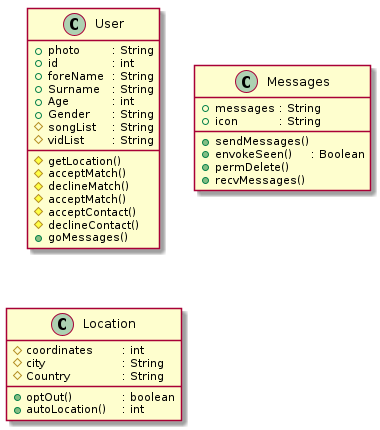 C User
photo : String
id : int
foreName : String
Surname : String
Age : int
Gender : String
songList : String
vidList : String
getLocation()
acceptMatch()
declineMatch()
acceptMatch()
acceptContact()
declineContact()
goMessages()
C Messages
messages : String
icon : String
sendMessages()
envokeSeen() : Boolean
permDelete()
recvMessages()
C Location
coordinates : int
city : String
Country : String
optOut() : boolean
autoLocation() : int